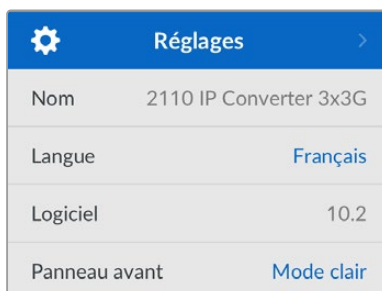 Réglages
Nom 2110 IP Converter 3x3G
Langue Français
Logiciel 10.2
Panneau avant Mode clair